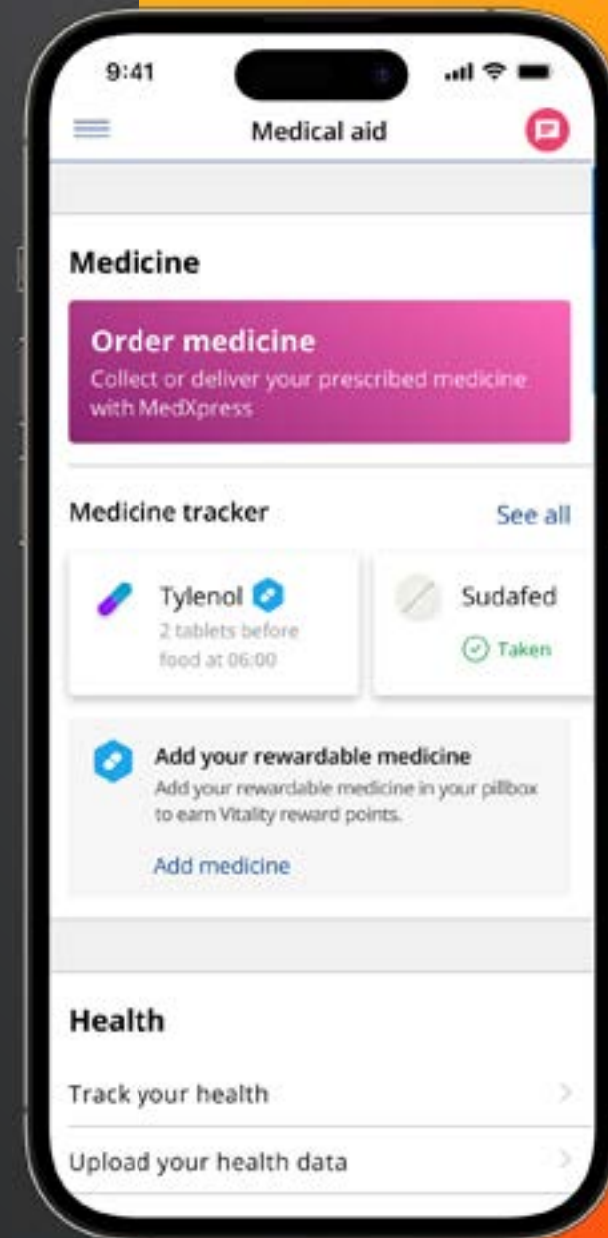 9:41
Medical aid
Medicine
Order medicine
Collect or deliver your prescribed medicine
with MedXpress
Medicine tracker
See all
Tylenol
2 tablets before
food at 06:00
Sudafed
Taken
Add your rewardable medicine
Add your rewardable medicine in your pillbox
to earn Vitality reward points.
Add medicine
Health
Track your health
Upload your health data